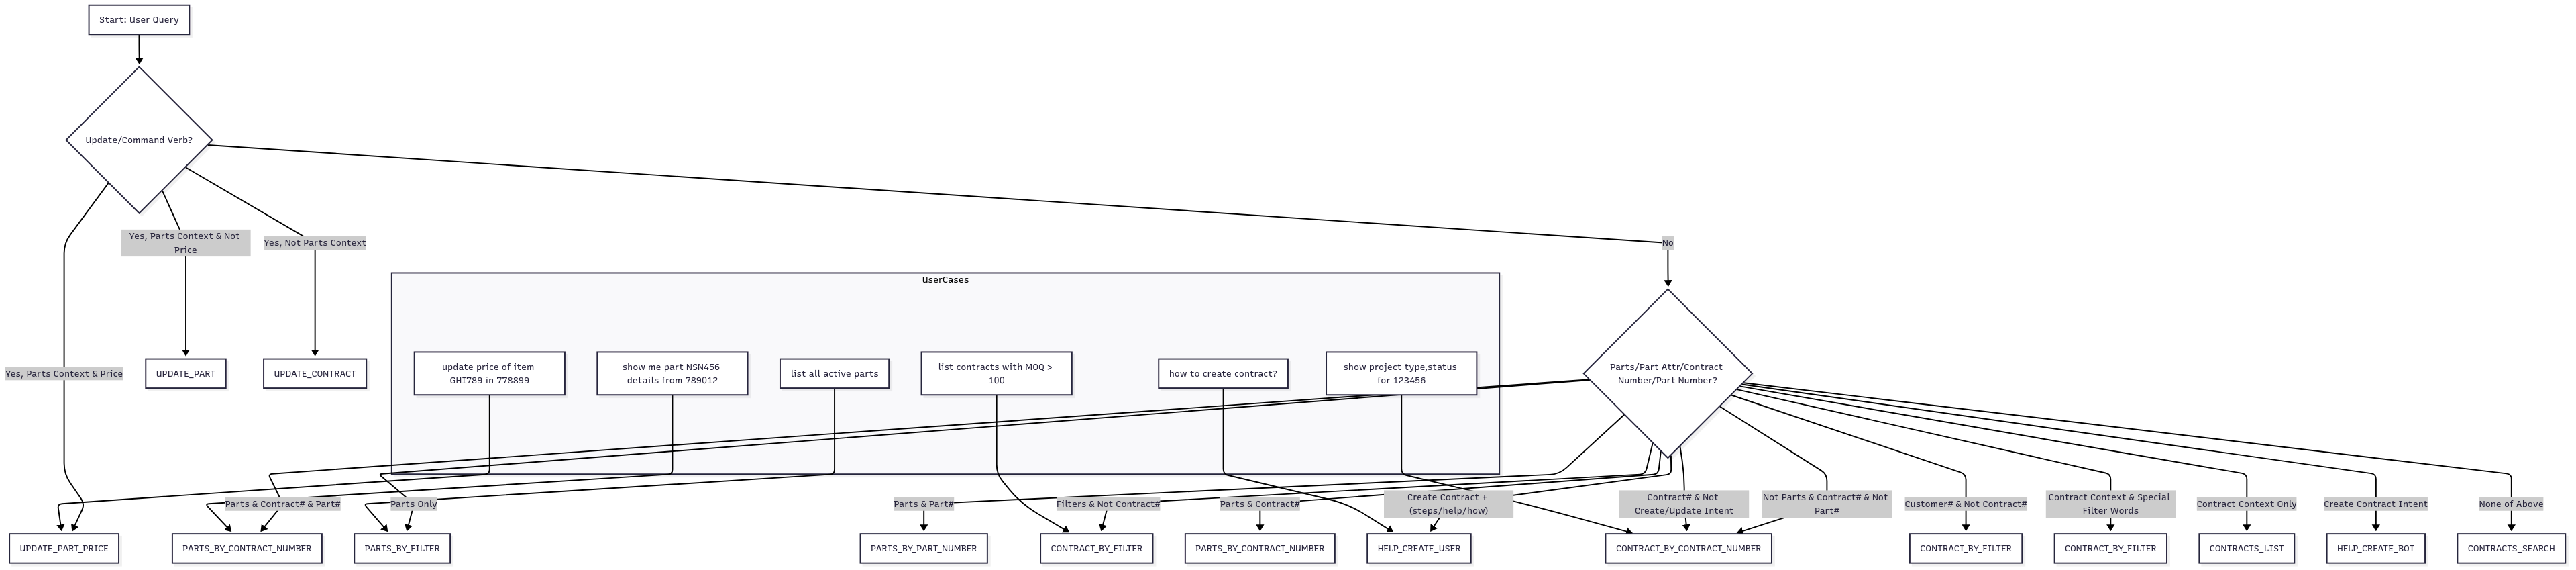 Start: User Query
Update/Command Verb?
Yes, Parts Context & Not
Price
Yes, Not Parts Context
No
UserCases
update price of item
GHI789 in 778899
show me part NSN456
details from 789012
list all active parts
list contracts with MOQ >
100
how to create contract?
show project type,status
for 123456
Parts/Part Attr/Contract
Number/Part Number?
Yes, Parts Context & Price
UPDATE_PART
UPDATE_CONTRACT
Parts & Contract# & Part#
Parts Only
Parts & Part#
Filters & Not Contract#
Parts & Contract#
Create Contract +
(steps/help/how)
Contract# & Not
Create/Update Intent
Not Parts & Contract# & Not
Part#
Customer# & Not Contract#
Contract Context & Special
Filter Words
Contract Context Only
Create Contract Intent
None of Above
UPDATE_PART_PRICE
PARTS_BY_CONTRACT_NUMBER
PARTS_BY_FILTER
PARTS_BY_PART_NUMBER
CONTRACT_BY_FILTER
PARTS_BY_CONTRACT_NUMBER
HELP_CREATE_USER
CONTRACT_BY_CONTRACT_NUMBER
CONTRACT_BY_FILTER
CONTRACT_BY_FILTER
CONTRACTS_LIST
HELP_CREATE_BOT
CONTRACTS_SEARCH